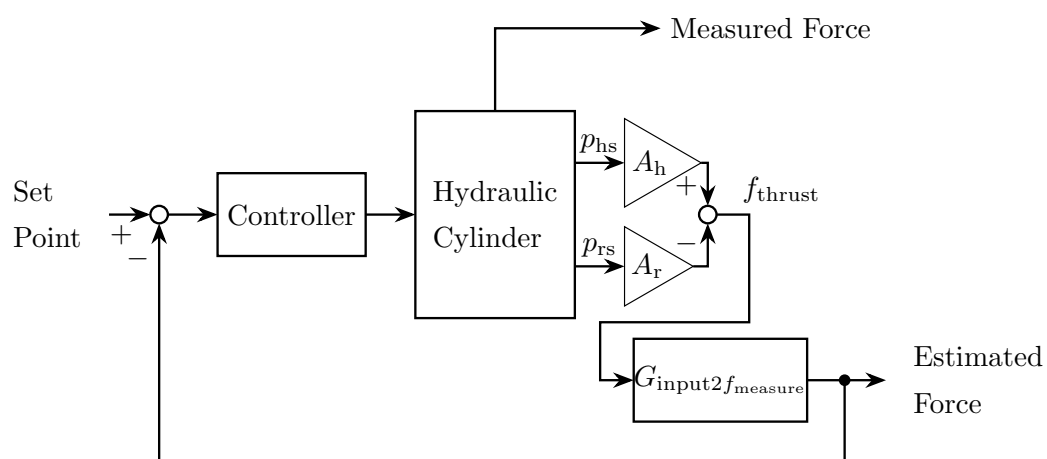 Measured Force
Set
Point
+
−
Controller
Hydraulic
Cylinder
p_hs
A_h
+
f_thrust
p_rs
A_r
−
G_input2f_measure
Estimated
Force